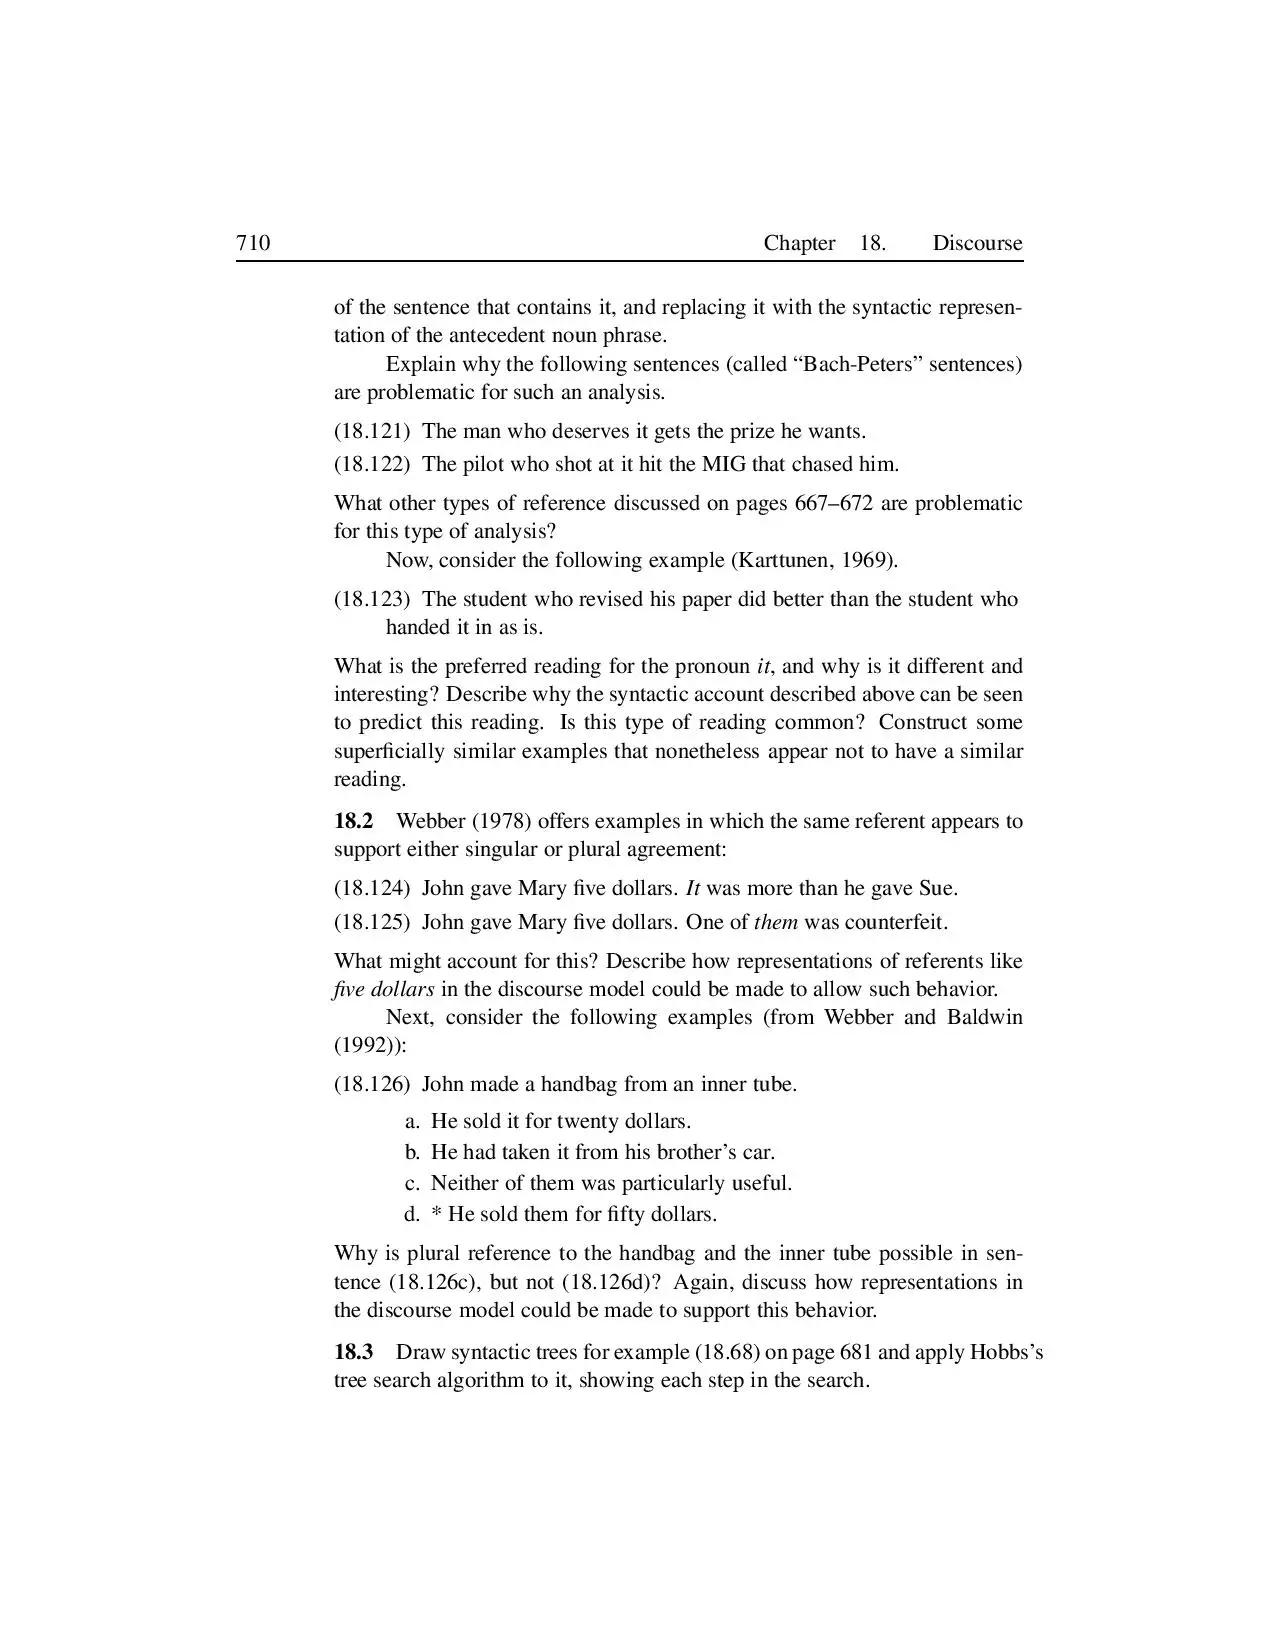 710 Chapter 18. Discourse
of the sentence that contains it, and replacing it with the syntactic represen-
tation of the antecedent noun phrase.
Explain why the following sentences (called “Bach-Peters” sentences)
are problematic for such an analysis.
(18.121) The man who deserves it gets the prize he wants.
(18.122) The pilot who shot at it hit the MIG that chased him.
What other types of reference discussed on pages 667–672 are problematic
for this type of analysis?
Now, consider the following example (Karttunen, 1969).
(18.123) The student who revised his paper did better than the student who
handed it in as is.
What is the preferred reading for the pronoun it, and why is it different and
interesting? Describe why the syntactic account described above can be seen
to predict this reading. Is this type of reading common? Construct some
superficially similar examples that nonetheless appear not to have a similar
reading.
18.2 Webber (1978) offers examples in which the same referent appears to
support either singular or plural agreement:
(18.124) John gave Mary five dollars. It was more than he gave Sue.
(18.125) John gave Mary five dollars. One of them was counterfeit.
What might account for this? Describe how representations of referents like
five dollars in the discourse model could be made to allow such behavior.
Next, consider the following examples (from Webber and Baldwin
(1992)):
(18.126) John made a handbag from an inner tube.
a. He sold it for twenty dollars.
b. He had taken it from his brother’s car.
c. Neither of them was particularly useful.
d. * He sold them for fifty dollars.
Why is plural reference to the handbag and the inner tube possible in sen-
tence (18.126c), but not (18.126d)? Again, discuss how representations in
the discourse model could be made to support this behavior.
18.3 Draw syntactic trees for example (18.68) on page 681 and apply Hobbs’s
tree search algorithm to it, showing each step in the search.